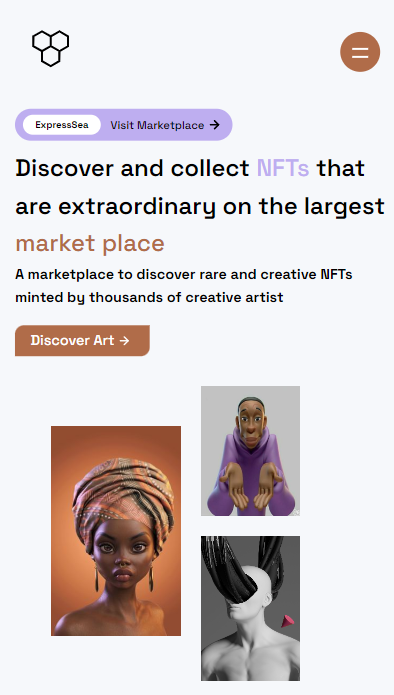 ExpressSea Visit Marketplace →
Discover and collect NFTs that
are extraordinary on the largest
market place
A marketplace to discover rare and creative NFTs
minted by thousands of creative artist
Discover Art →